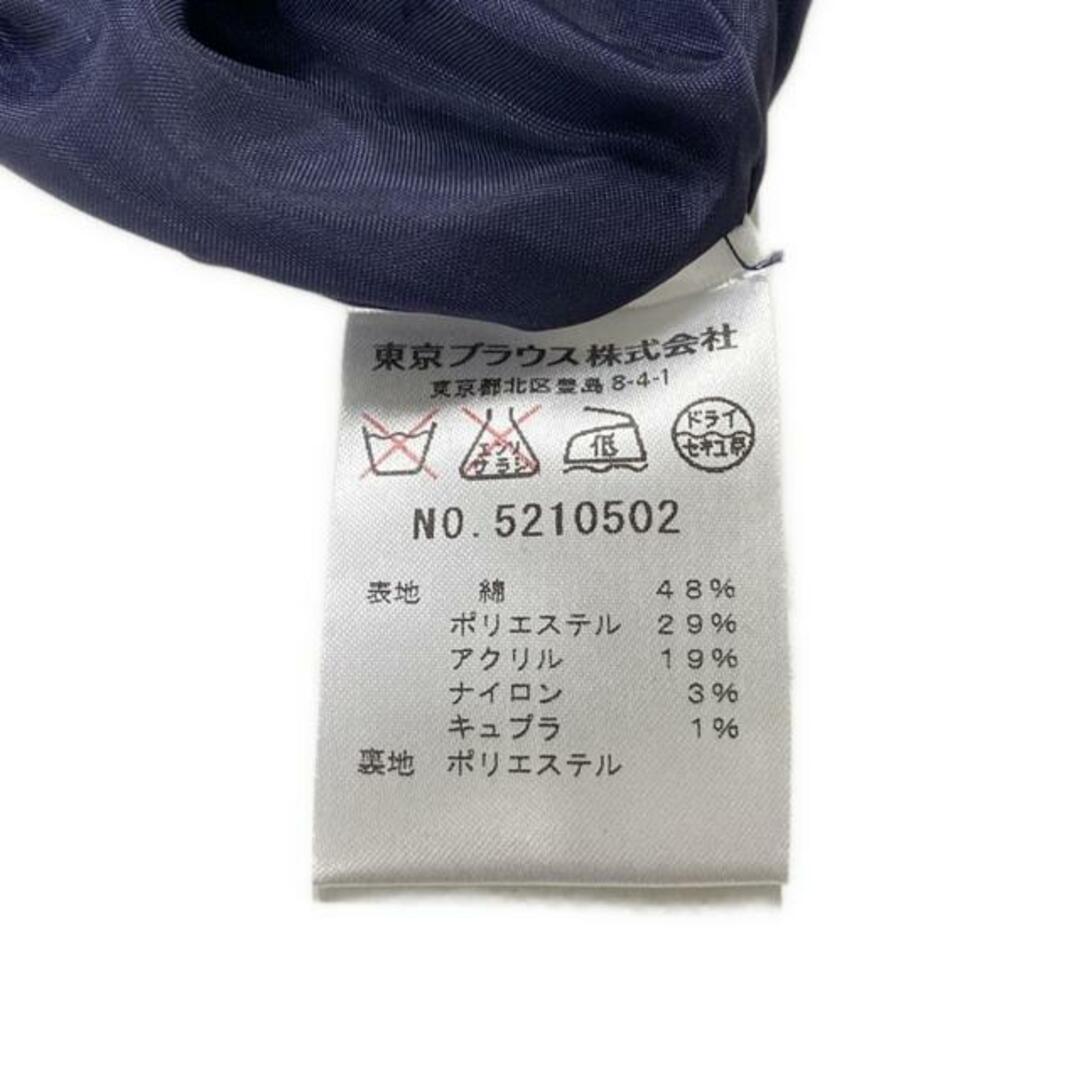 東京ブラウス株式会社
東京都北区豊島 8-4-1
エンソ
サラシ
低
ドライ
セキユ系
NO. 5210502
表地 綿 48%
ポリエステル 29%
アクリル 19%
ナイロン 3%
キュプラ 1%
裏地 ポリエステル